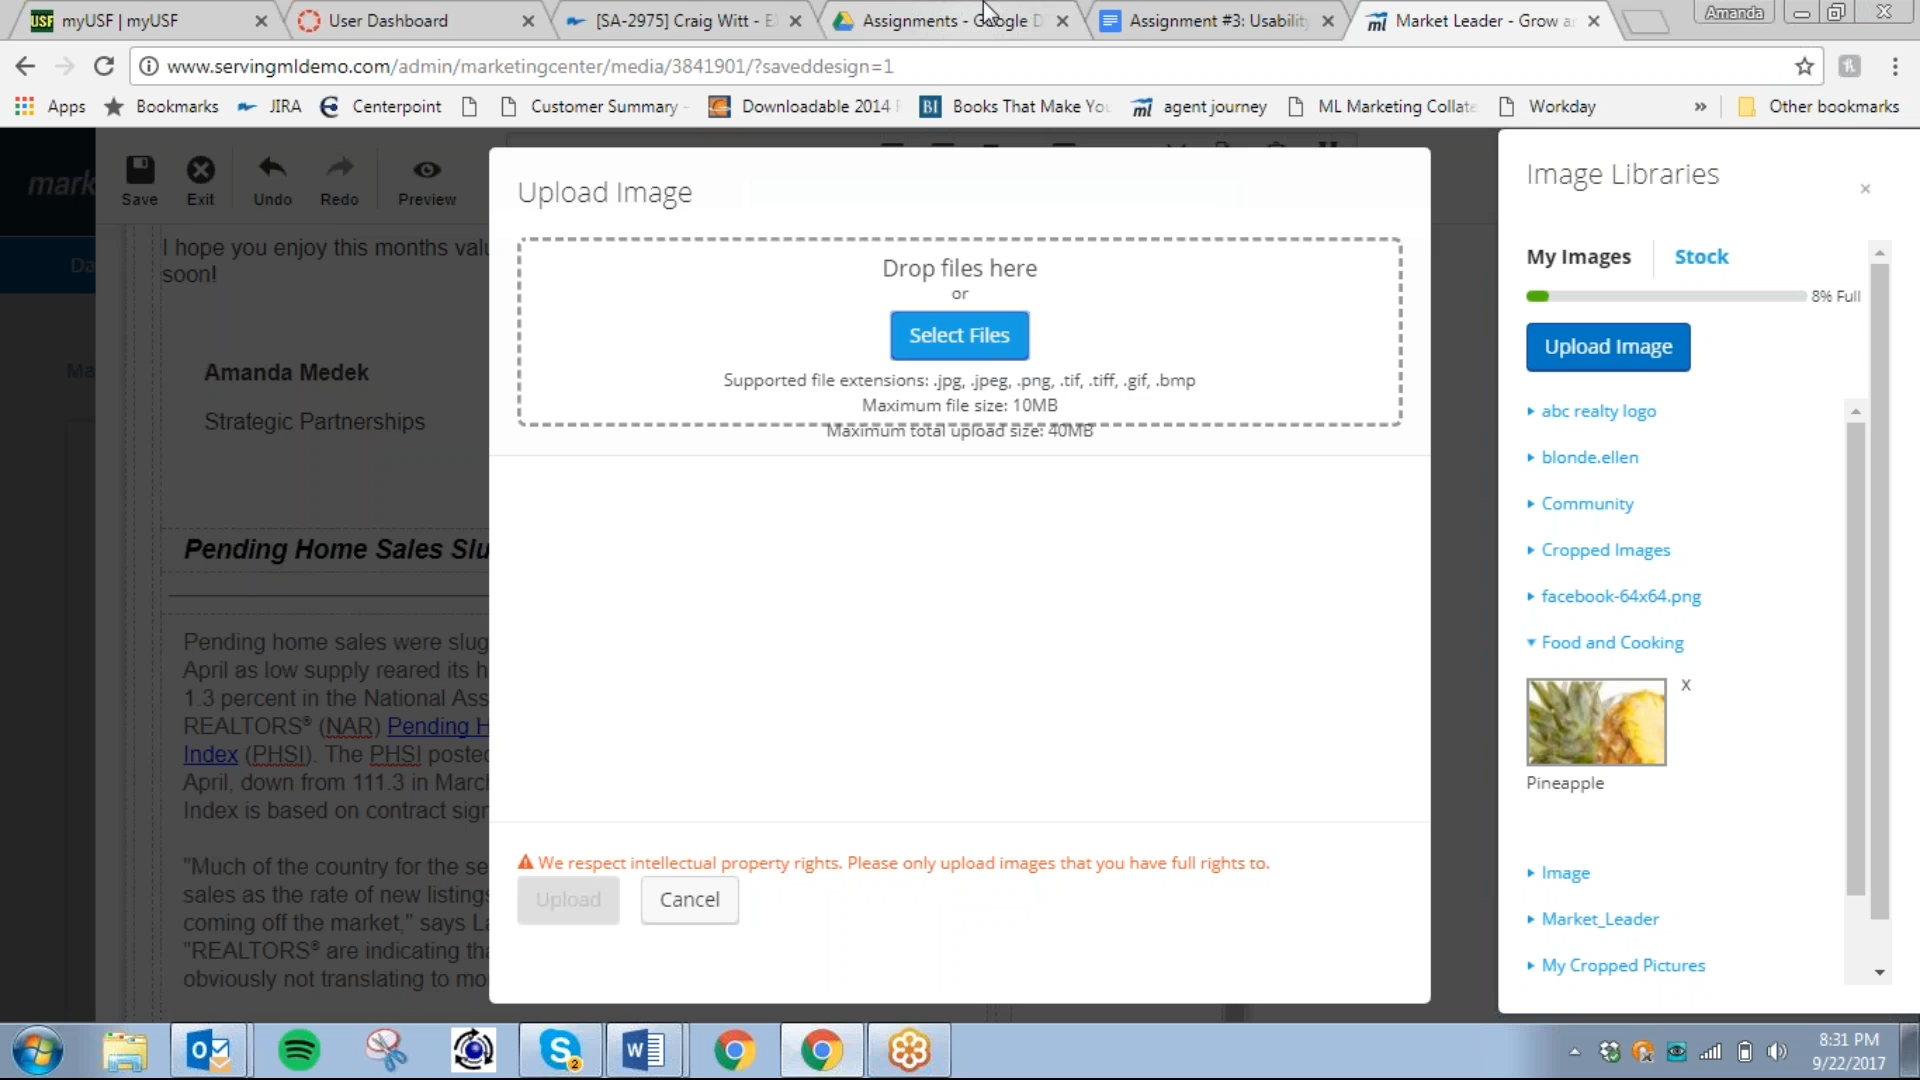 USF myUSF | myUSF
User Dashboard
[SA-2975] Craig Witt - E
Assignments - Google D
Assignment #3: Usability
ml Market Leader - Grow an
Amanda
www.servingmldemo.com/admin/marketingcenter/media/3841901/?saveddesign=1
Apps
Bookmarks
JIRA
Centerpoint
Customer Summary -
Downloadable 2014
BI Books That Make You
ml agent journey
ML Marketing Collate
Workday
»
Other bookmarks
mark
Save
Exit
Undo
Redo
Preview
Da
Ma
I hope you enjoy this months valu
soon!
Amanda Medek
Strategic Partnerships
Pending Home Sales Slu
Pending home sales were slug
April as low supply reared its h
1.3 percent in the National Ass
REALTORS® (NAR) Pending H
Index (PHSI). The PHSI posted
April, down from 111.3 in March
Index is based on contract sign
"Much of the country for the se
sales as the rate of new listings
coming off the market," says La
"REALTORS® are indicating tha
obviously not translating to mo
Upload Image
Drop files here
or
Select Files
Supported file extensions: .jpg, .jpeg, .png, .tif, .tiff, .gif, .bmp
Maximum file size: 10MB
Maximum total upload size: 40MB
We respect intellectual property rights. Please only upload images that you have full rights to.
Upload
Cancel
Image Libraries
×
My Images
Stock
8% Full
Upload Image
abc realty logo
blonde.ellen
Community
Cropped Images
facebook-64x64.png
Food and Cooking
X
Pineapple
Image
Market_Leader
My Cropped Pictures
8:31 PM
9/22/2017